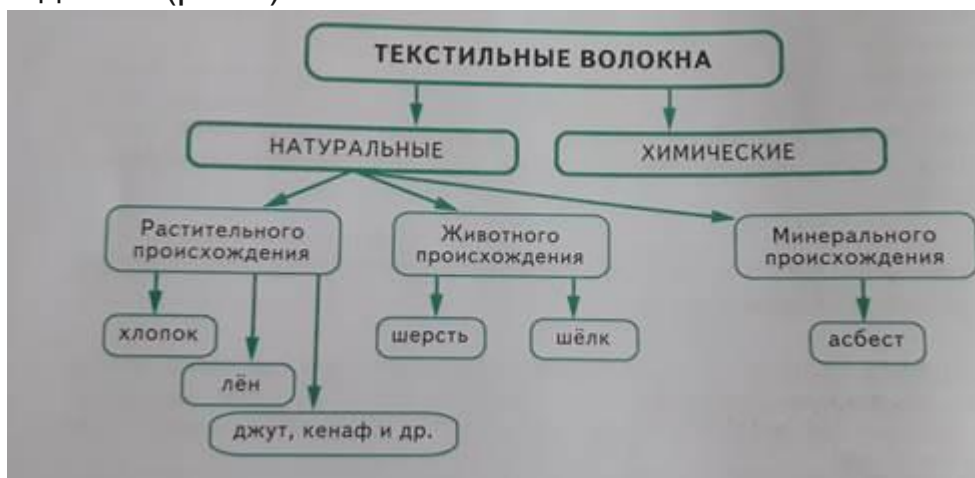 ТЕКСТИЛЬНЫЕ ВОЛОКНА
НАТУРАЛЬНЫЕ
ХИМИЧЕСКИЕ
Растительного
происхождения
Животного
происхождения
Минерального
происхождения
хлопок
лён
джут, кенаф и др.
шерсть
шёлк
асбест